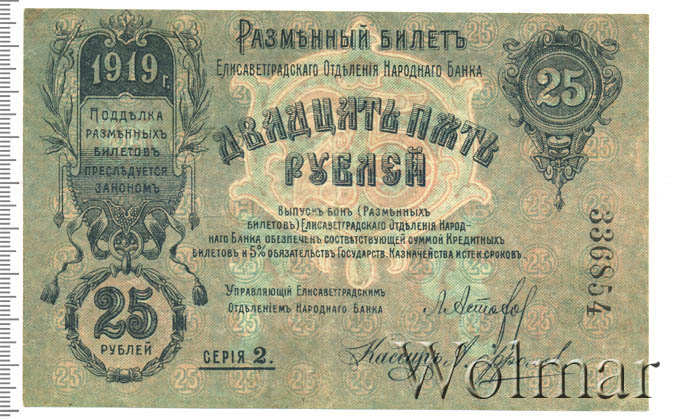 1919 г.
Поддѣлка
размѣнныхъ
билетовъ
преслѣдуется
закономъ
25
рублей
Размѣнный билетъ
Елисаветградскаго Отдѣленія Народнаго Банка
25
Двадцать пять
рублей
Выпускъ бонъ (размѣнныхъ
билетовъ) Елисаветградскаго Отдѣленія Народ-
наго Банка обезпеченъ соотвѣтствующей суммой Кредитныхъ
билетовъ и 5% обязательствъ Государств. Казначейства истек. сроковъ.
Управляющій Елисаветградскимъ
Отдѣленіемъ Народнаго Банка
Кассиръ
Серія 2.
336854
Wolmar